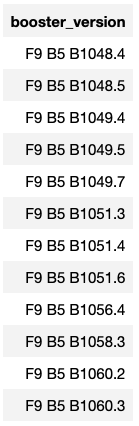 booster_version
F9 B5 B1048.4
F9 B5 B1048.5
F9 B5 B1049.4
F9 B5 B1049.5
F9 B5 B1049.7
F9 B5 B1051.3
F9 B5 B1051.4
F9 B5 B1051.6
F9 B5 B1056.4
F9 B5 B1058.3
F9 B5 B1060.2
F9 B5 B1060.3